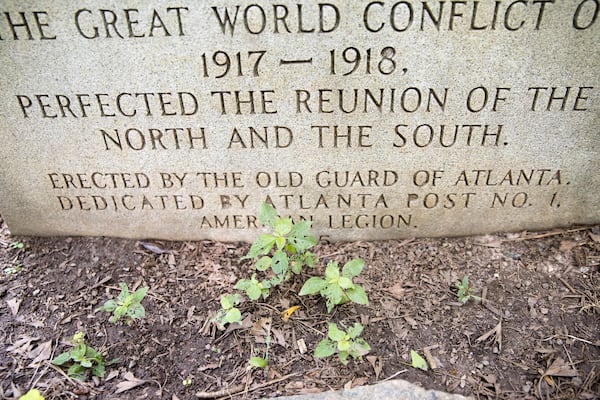 THE GREAT WORLD CONFLICT O
1917 — 1918,
PERFECTED THE REUNION OF THE
NORTH AND THE SOUTH.
ERECTED BY THE OLD GUARD OF ATLANTA.
DEDICATED BY ATLANTA POST NO. 1,
AMERICAN LEGION.